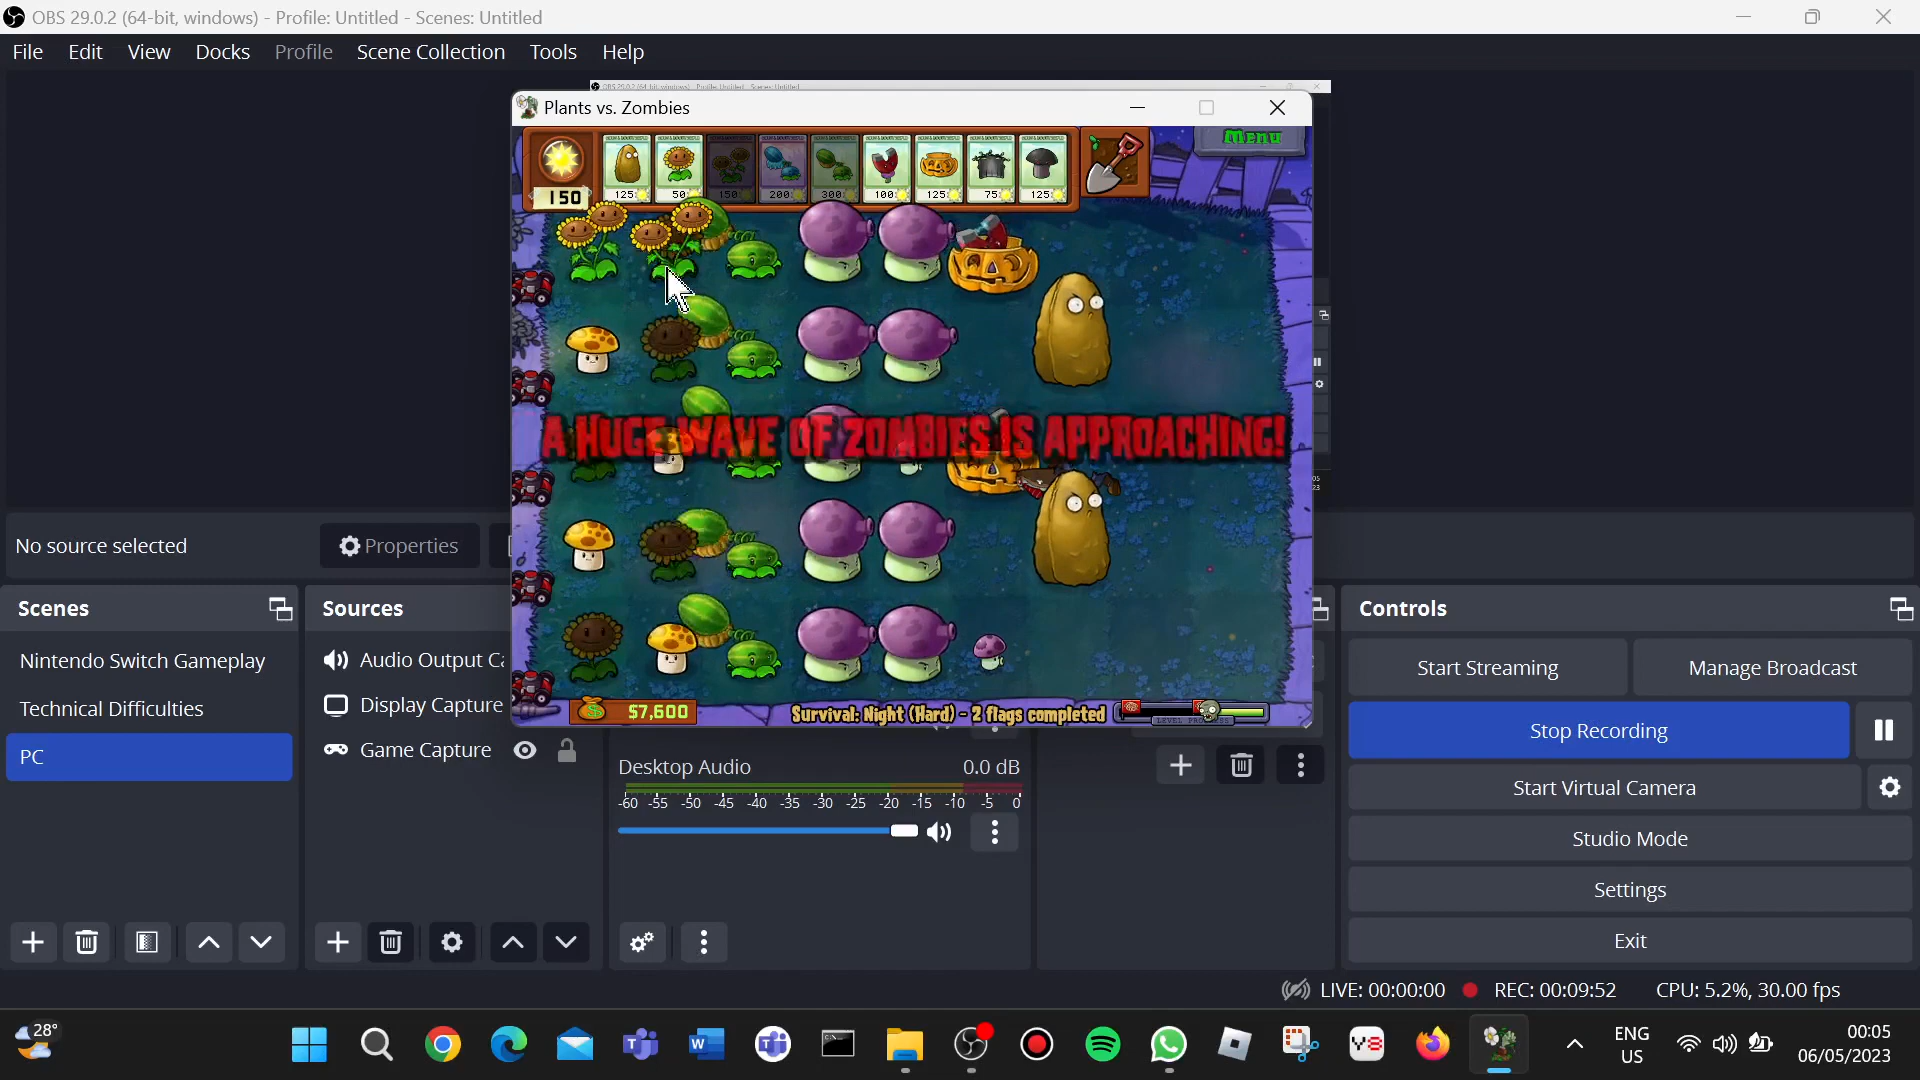 OBS 29.0.2 (64-bit, windows) - Profile: Untitled - Scenes: Untitled
File Edit View Docks Profile Scene Collection Tools Help
Plants vs. Zombies
Menu
125 50 150 200 300 100 125 75 125
150
A HUGE WAVE OF ZOMBIES IS APPROACHING!
No source selected
Properties
Scenes
Sources
Controls
Nintendo Switch Gameplay
Technical Difficulties
PC
Audio Output Ca
Display Capture
Game Capture
$7,600
Survival: Night (Hard) - 2 flags completed
LEVEL PROGRESS
Desktop Audio 0.0 dB
-60 -55 -50 -45 -40 -35 -30 -25 -20 -15 -10 -5 0
Start Streaming
Manage Broadcast
Stop Recording
Start Virtual Camera
Studio Mode
Settings
Exit
LIVE: 00:00:00 REC: 00:09:52 CPU: 5.2%, 30.00 fps
28°
ENG
US
00:05
06/05/2023